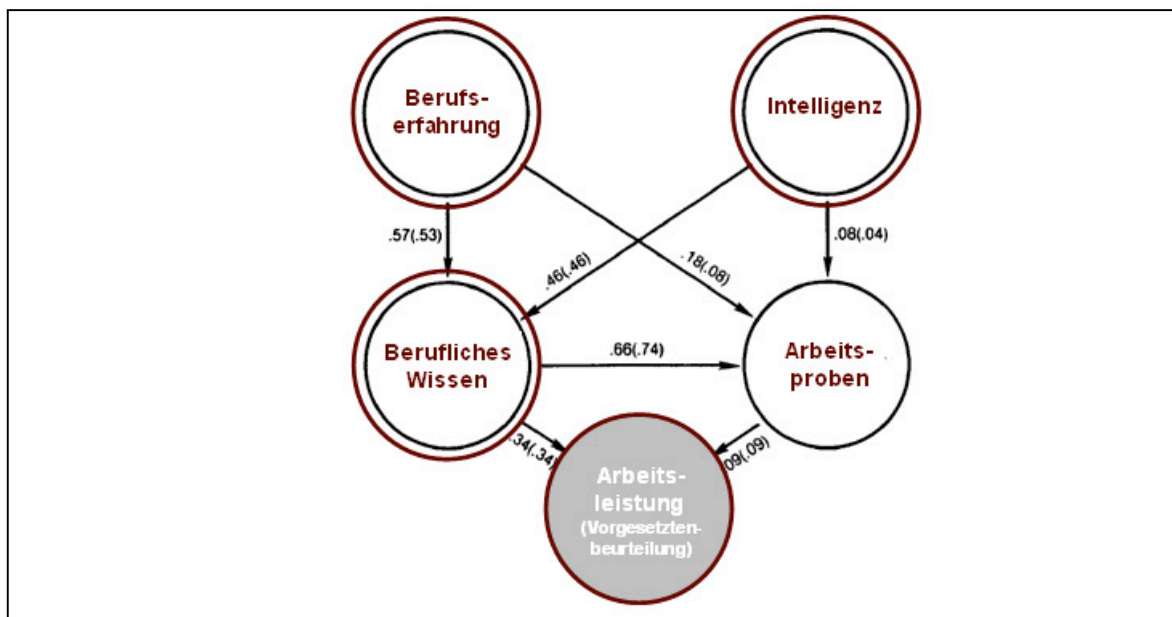 Berufs-
erfahrung
Intelligenz
.57(.53)
.46(.46)
.18(.08)
.08(.04)
Berufliches
Wissen
.66(.74)
Arbeits-
proben
.34(.34)
.09(.09)
Arbeits-
leistung
(Vorgesetzten-
beurteilung)